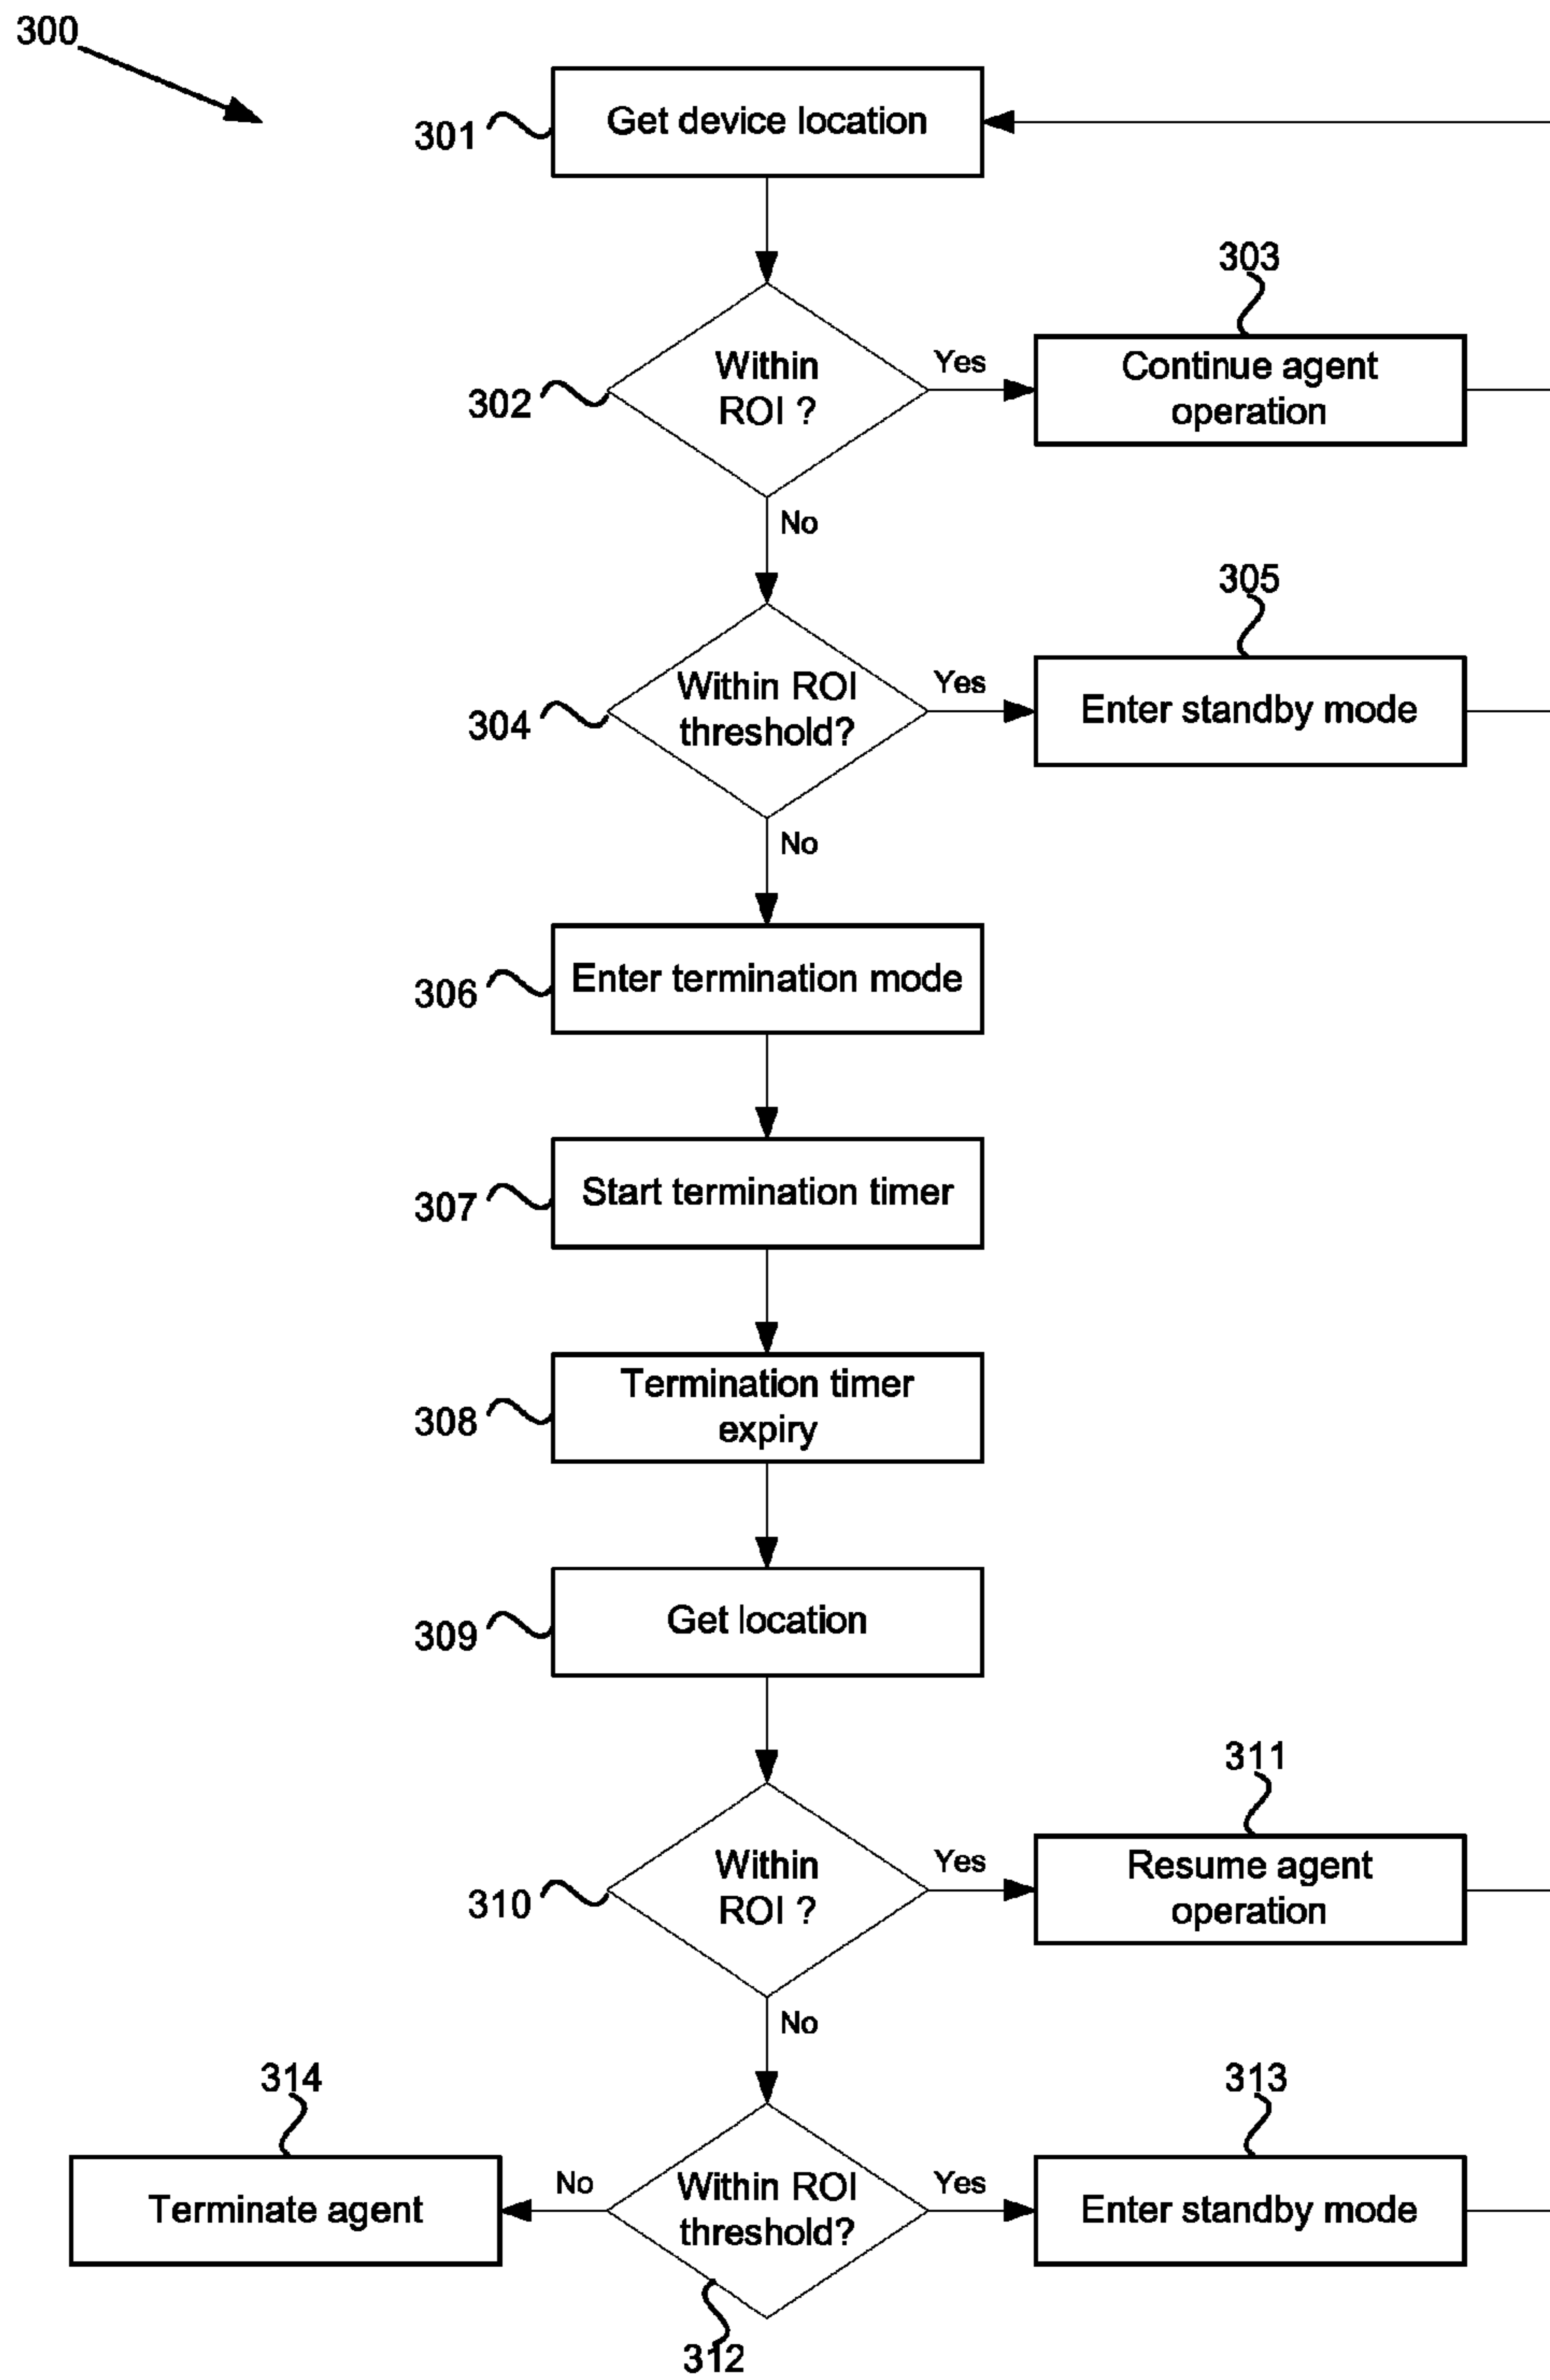 300
301
Get device location
303
302
Within
ROI ?
Yes
Continue agent
operation
No
305
304
Within ROI
threshold?
Yes
Enter standby mode
No
306
Enter termination mode
307
Start termination timer
308
Termination timer
expiry
309
Get location
311
310
Within
ROI ?
Yes
Resume agent
operation
No
314
313
Terminate agent
No
Within ROI
threshold?
Yes
Enter standby mode
312